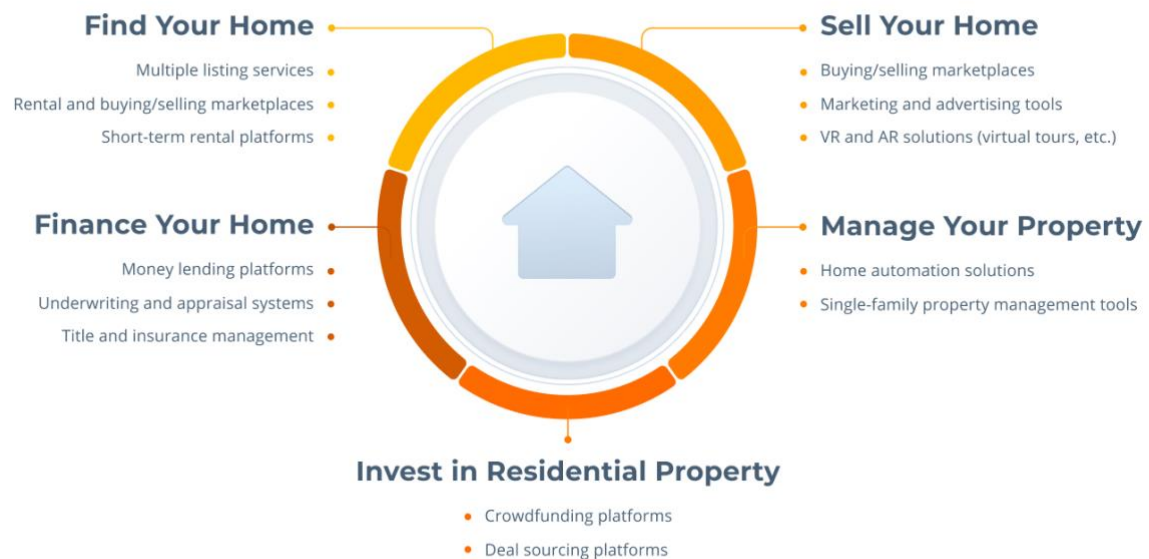 Find Your Home
Multiple listing services
Rental and buying/selling marketplaces
Short-term rental platforms
Sell Your Home
Buying/selling marketplaces
Marketing and advertising tools
VR and AR solutions (virtual tours, etc.)
Finance Your Home
Money lending platforms
Underwriting and appraisal systems
Title and insurance management
Manage Your Property
Home automation solutions
Single-family property management tools
Invest in Residential Property
Crowdfunding platforms
Deal sourcing platforms